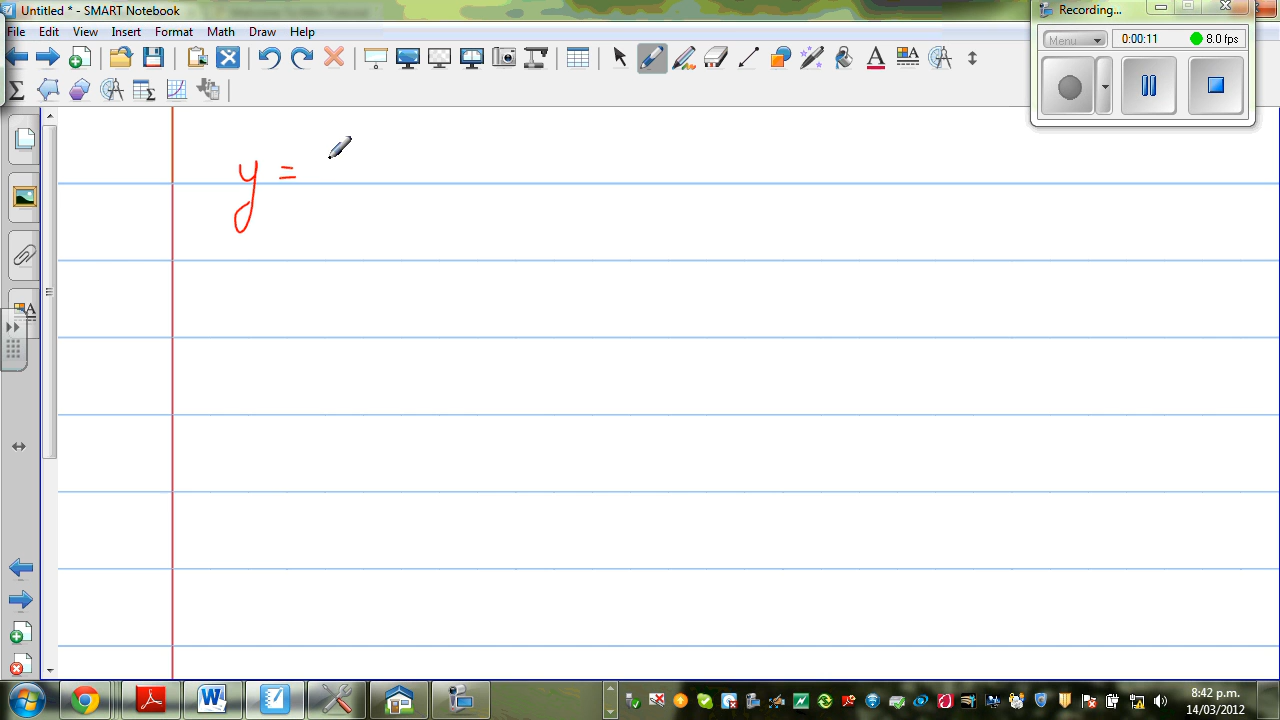 Untitled * - SMART Notebook
Recording...
File Edit View Insert Format Math Draw Help
Menu 0:00:11 8.0 fps
y =
8:42 p.m.
14/03/2012